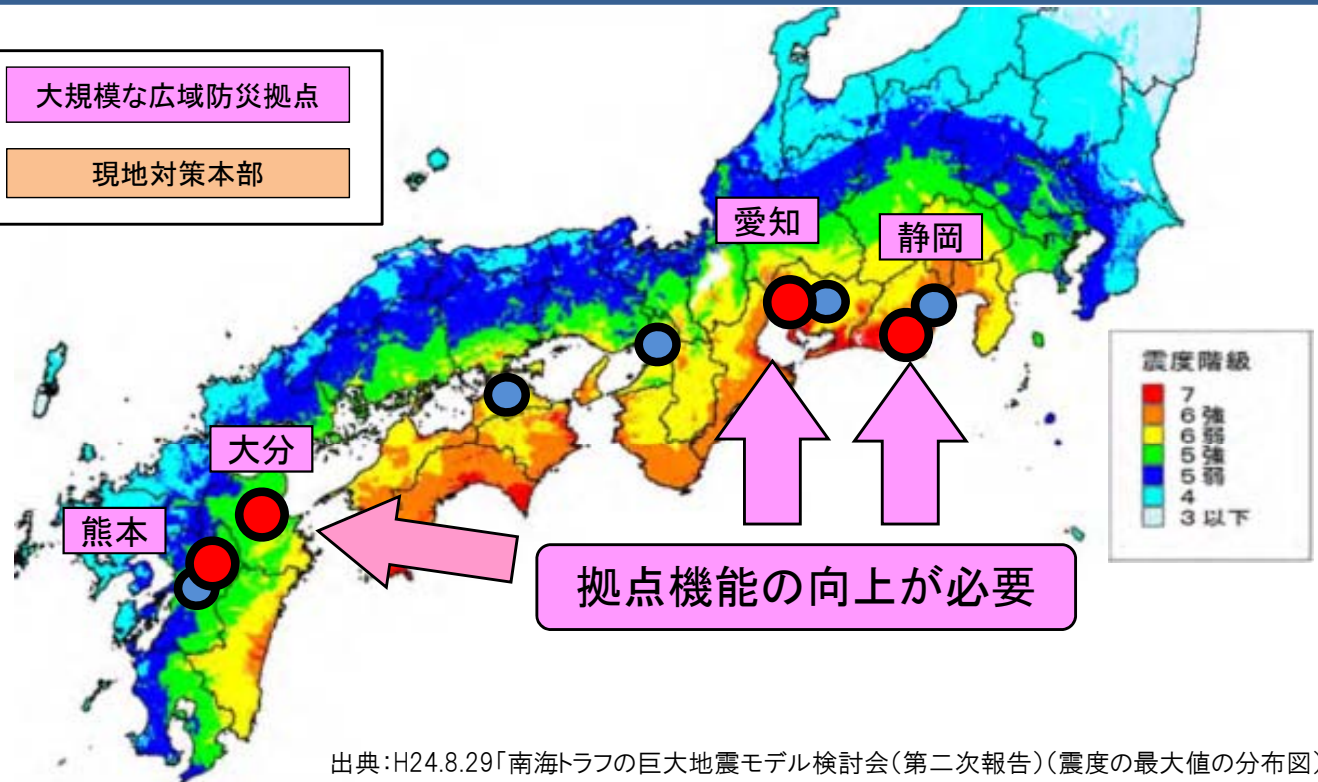 大規模な広域防災拠点
現地対策本部
愛知
静岡
大分
熊本
拠点機能の向上が必要
震度階級
7
6強
6弱
5強
5弱
4
3以下
出典:H24.8.29「南海トラフの巨大地震モデル検討会(第二次報告)(震度の最大値の分布図)